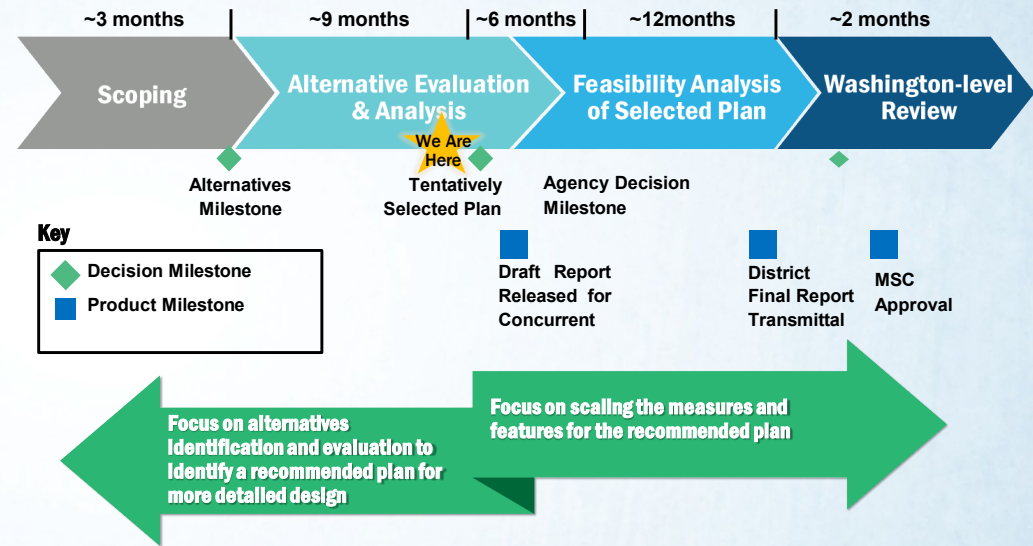 ~3 months
~9 months
~6 months
~12months
~2 months
Scoping
Alternative Evaluation
& Analysis
Feasibility Analysis
of Selected Plan
Washington-level
Review
We Are
Here
Alternatives
Milestone
Tentatively
Selected Plan
Agency Decision
Milestone
Key
Decision Milestone
Product Milestone
Draft Report
Released for
Concurrent
District
Final Report
Transmittal
MSC
Approval
Focus on alternatives
Identification and evaluation to
Identify a recommended plan for
more detailed design
Focus on scaling the measures and
features for the recommended plan